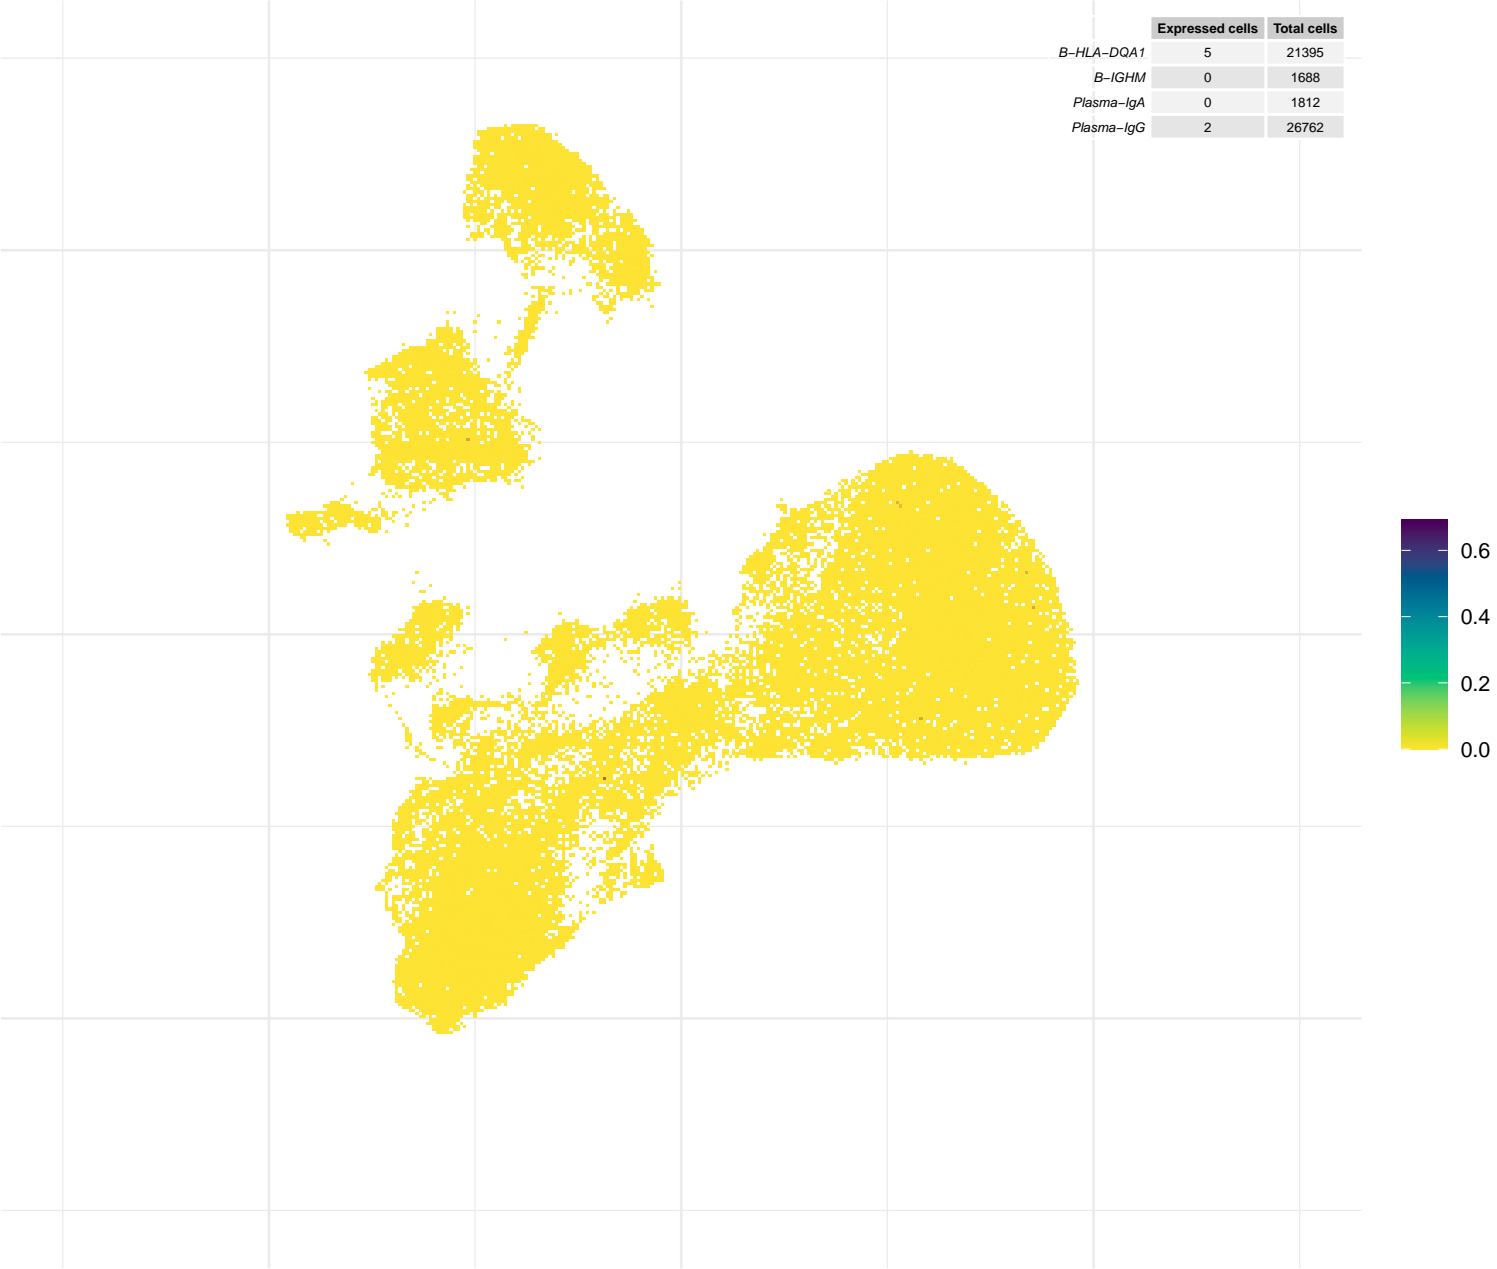 Expressed cells Total cells
B−HLA−DQA1 5 21395
B−IGHM 0 1688
Plasma−IgA 0 1812
Plasma−IgG 2 26762
0.6
0.4
0.2
0.0